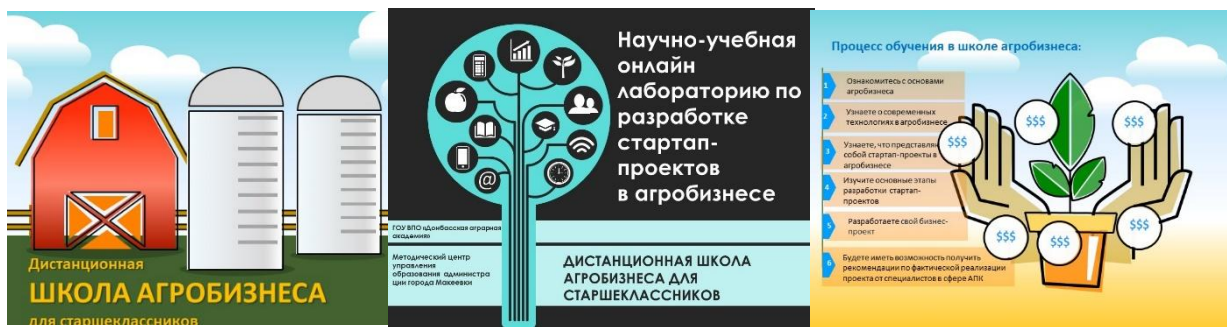 Дистанционная
ШКОЛА АГРОБИЗНЕСА
для старшеклассников
Научно-учебная
онлайн
лабораторию по
разработке
стартап-
проектов
в агробизнесе
@
ГОУ ВПО «Донбасская аграрная
академия»
Методический центр
управления
образования администра
ции города Макеевки
ДИСТАНЦИОННАЯ ШКОЛА
АГРОБИЗНЕСА ДЛЯ
СТАРШЕКЛАССНИКОВ
Процесс обучения в школе агробизнеса:
1
Ознакомитесь с основами
агробизнеса
2
Узнаете о современных
технологиях в агробизнесе
3
Узнаете, что представля
собой стартап-проекты в
агробизнесе
4
Изучите основные этапы
разработки стартап-
проектов
5
Разработаете свой бизнес-
проект
6
Будете иметь возможность получить
рекомендации по фактической реализации
проекта от специалистов в сфере АПК
$$$
$$$
$$$
$$$
$$$
$$$